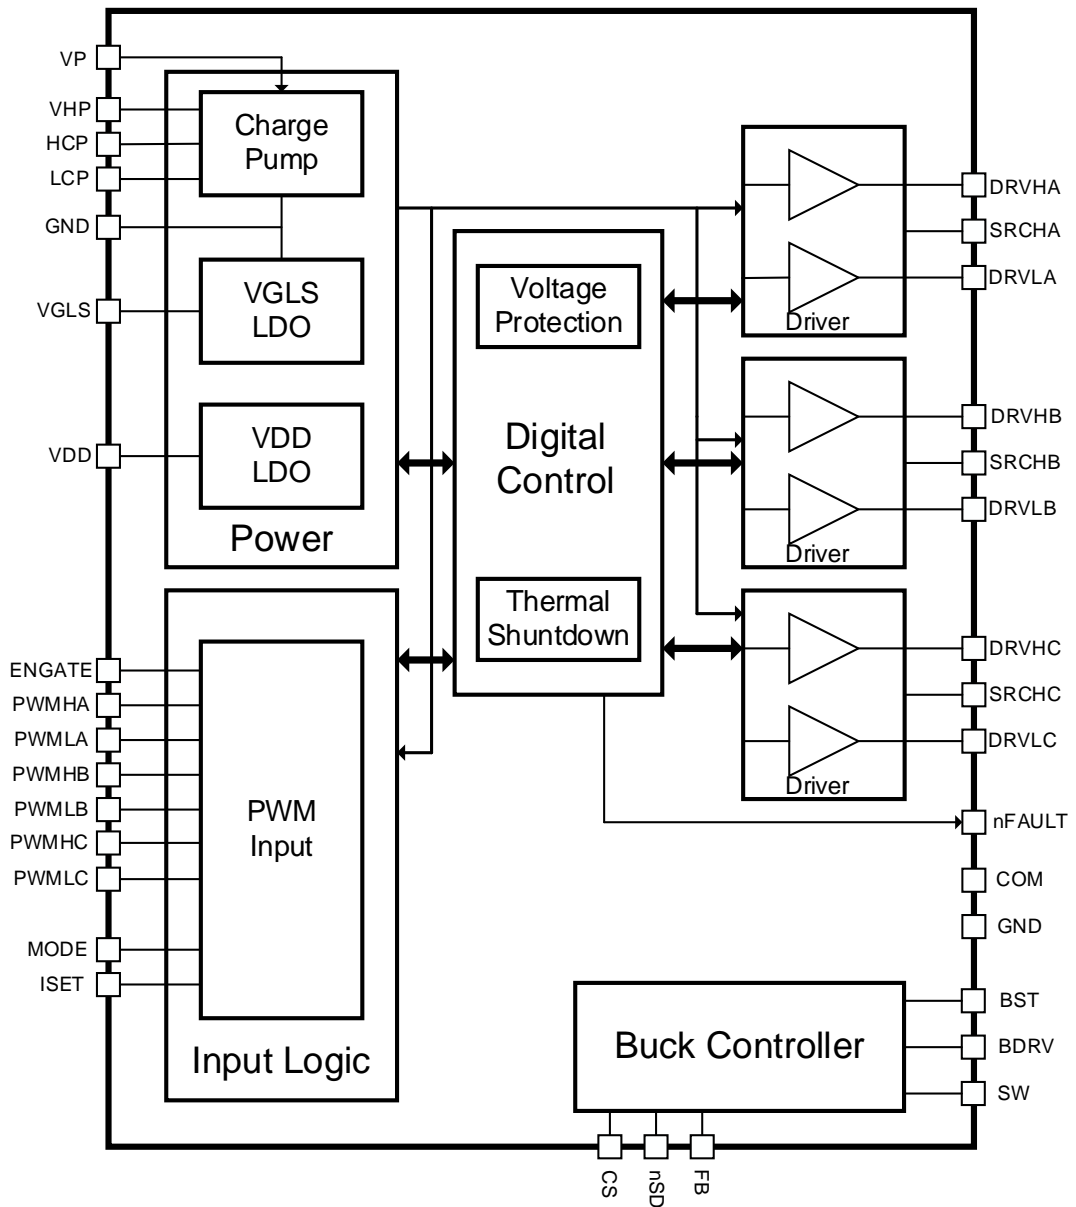 VP
VHP
HCP
LCP
GND
VGLS
VDD
Charge
Pump
VGLS
LDO
VDD
LDO
Power
ENGATE
PWMHA
PWMLA
PWMHB
PWMLB
PWMHC
PWMLC
MODE
ISET
PWM
Input
Input Logic
Voltage
Protection
Digital
Control
Thermal
Shuntdown
Driver
Driver
Driver
DRVHA
SRCHA
DRVLA
DRVHB
SRCHB
DRVLB
DRVHC
SRCHC
DRVLC
nFAULT
COM
GND
Buck Controller
BST
BDRV
SW
CS
nSD
FB